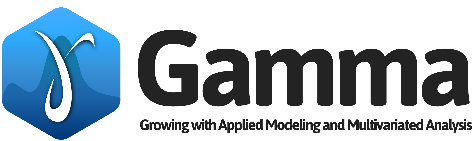 γ Gamma
Growing with Applied Modeling and Multivariated Analysis